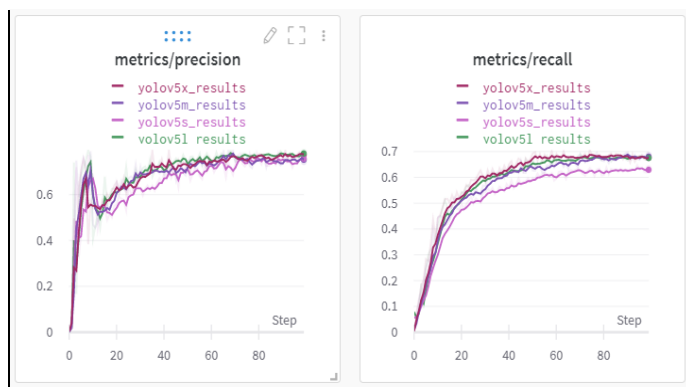 metrics/precision
yolov5x_results
yolov5m_results
yolov5s_results
yolov5l results
0.6
0.4
0.2
0
Step
0
20
40
60
80
metrics/recall
yolov5x_results
yolov5m_results
yolov5s_results
yolov5l results
0.7
0.6
0.5
0.4
0.3
0.2
0.1
0
Step
0
20
40
60
80